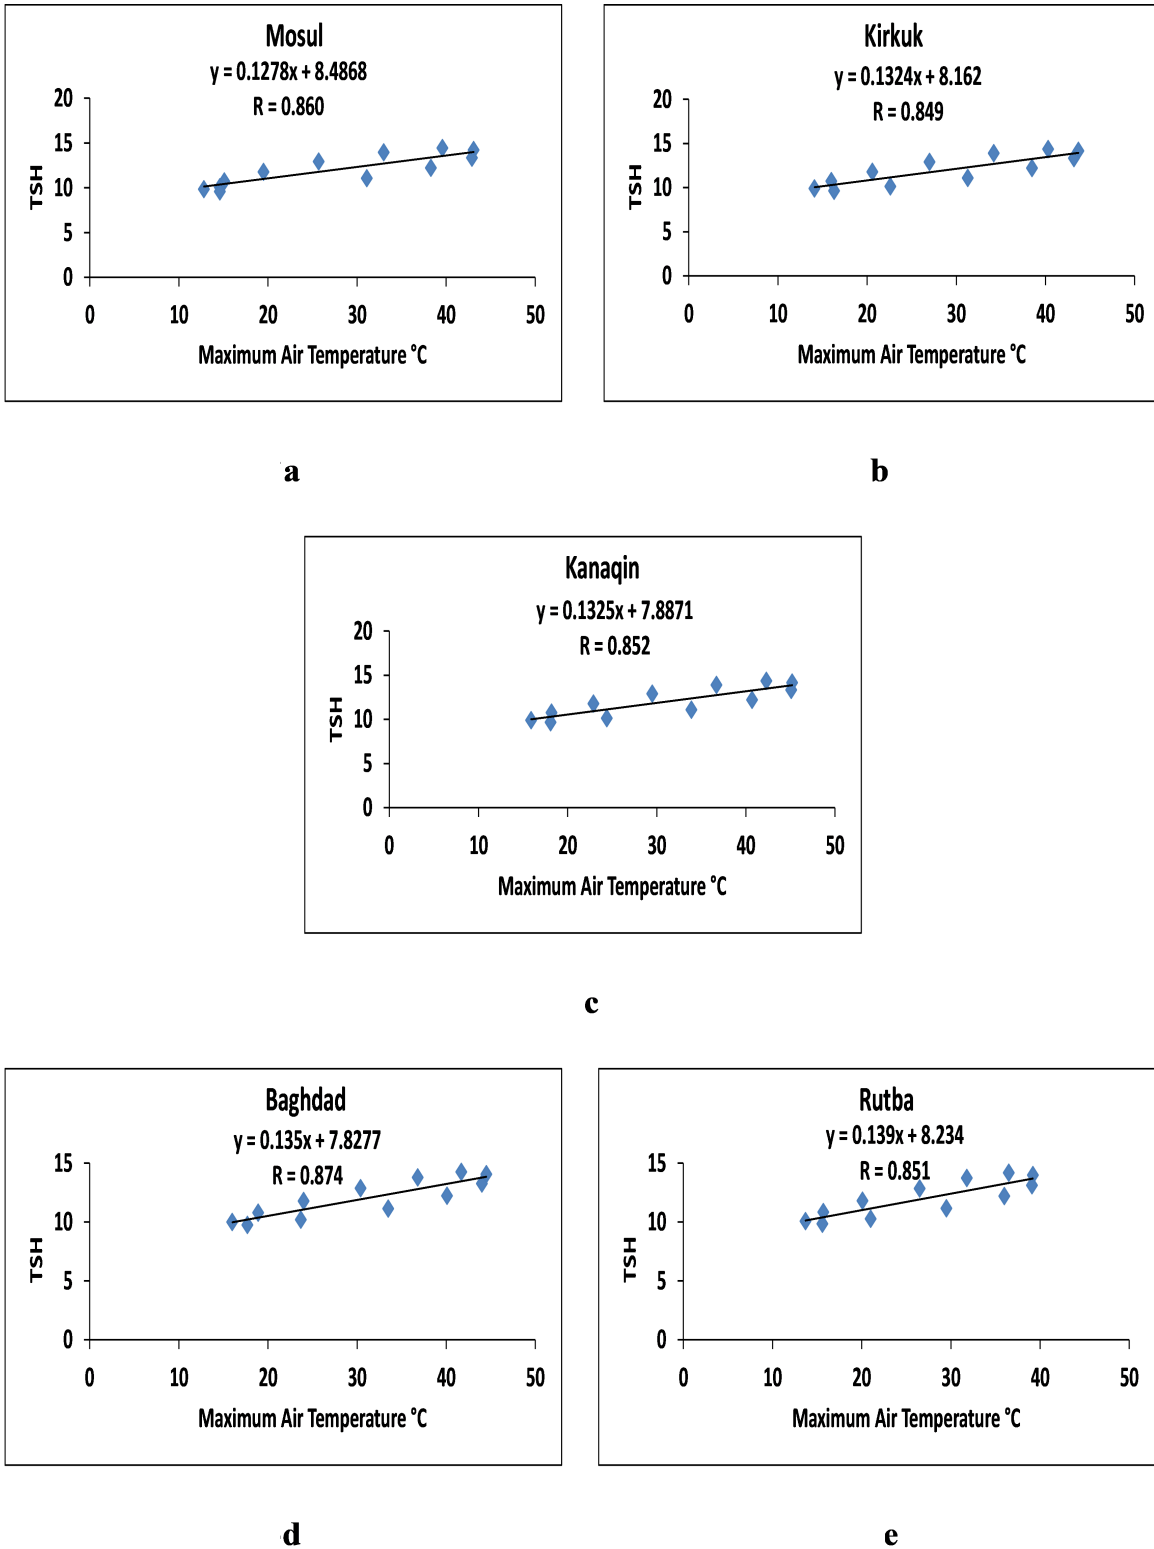 Mosul
y = 0.1278x + 8.4868
R = 0.860
20
15
10
5
0
TSH
0 10 20 30 40 50
Maximum Air Temperature °C
a
Kirkuk
y = 0.1324x + 8.162
R = 0.849
20
15
10
5
0
TSH
0 10 20 30 40 50
Maximum Air Temperature °C
b
Kanaqin
y = 0.1325x + 7.8871
R = 0.852
20
15
10
5
0
TSH
0 10 20 30 40 50
Maximum Air Temperature °C
c
Baghdad
y = 0.135x + 7.8277
R = 0.874
15
10
5
0
TSH
0 10 20 30 40 50
Maximum Air Temperature °C
d
Rutba
y = 0.139x + 8.234
R = 0.851
15
10
5
0
TSH
0 10 20 30 40 50
Maximum Air Temperature °C
e